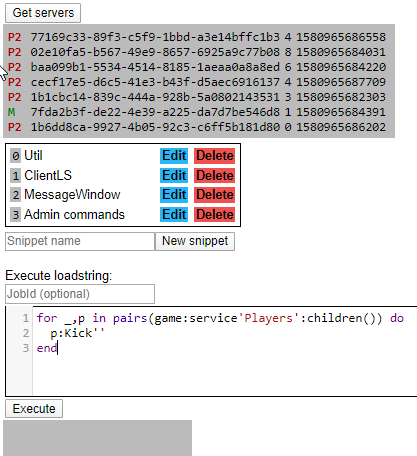 Get servers
P2 77169c33-89f3-c5f9-1bbd-a3e14bffc1b3 4 1580965686558
P2 02e10fa5-b567-49e9-8657-6925a9c77b08 8 1580965684031
P2 baa099b1-5534-4514-8185-1aeaa0a8a8ed 6 1580965684220
P2 cecf17e5-d6c5-41e3-b43f-d5aec6916137 4 1580965687709
P2 1b1cbc14-839c-444a-928b-5a0802143531 3 1580965682303
M 7fda2b3f-de22-4e39-a225-da7d7be546d8 1 1580965684391
P2 1b6dd8ca-9927-4b05-92c3-c6ff5b181d80 0 1580965686202
0 Util Edit Delete
1 ClientLS Edit Delete
2 MessageWindow Edit Delete
3 Admin commands Edit Delete
Snippet name New snippet
Execute loadstring:
JobId (optional)
1 for _,p in pairs(game:service'Players':children()) do
2 p:Kick''
3 end
Execute